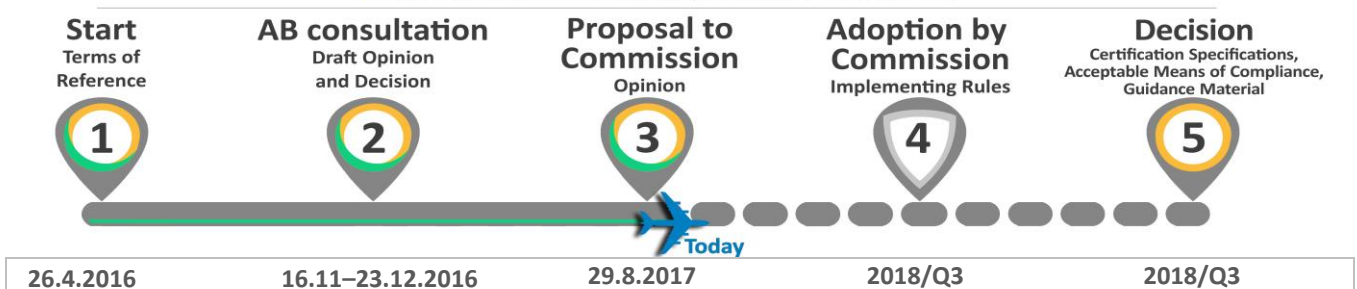 Start
Terms of
Reference
AB consultation
Draft Opinion
and Decision
Proposal to
Commission
Opinion
Adoption by
Commission
Implementing Rules
Decision
Certification Specifications,
Acceptable Means of Compliance,
Guidance Material
1
2
3
4
5
Today
26.4.2016
16.11–23.12.2016
29.8.2017
2018/Q3
2018/Q3